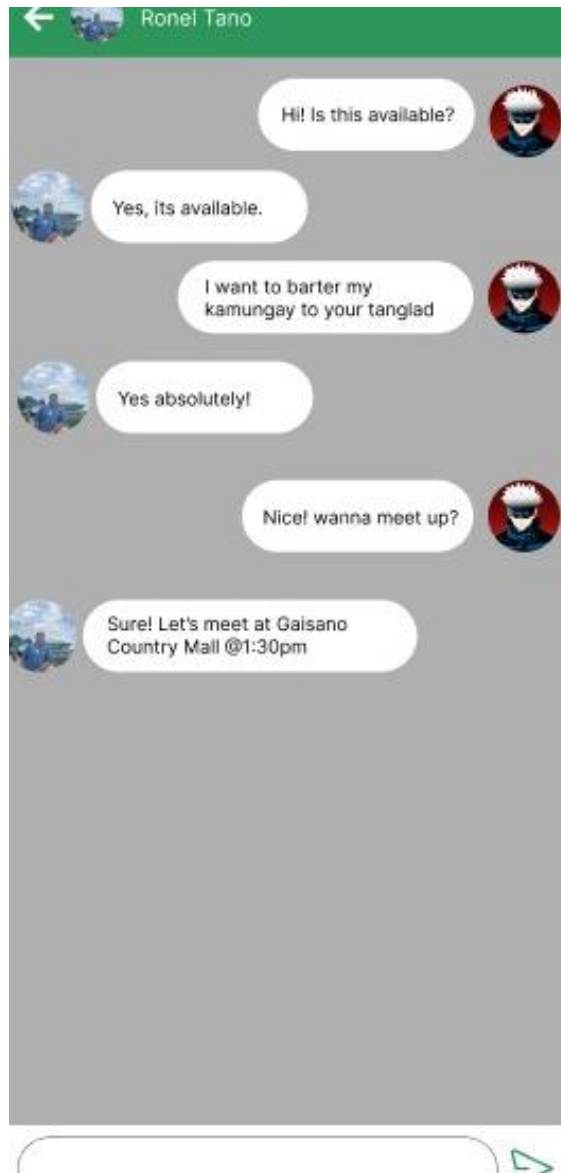 Ronel Tano
Hi! Is this available?
Yes, its available.
I want to barter my
kamungay to your tanglad
Yes absolutely!
Nice! wanna meet up?
Sure! Let's meet at Gaisano
Country Mall @1:30pm